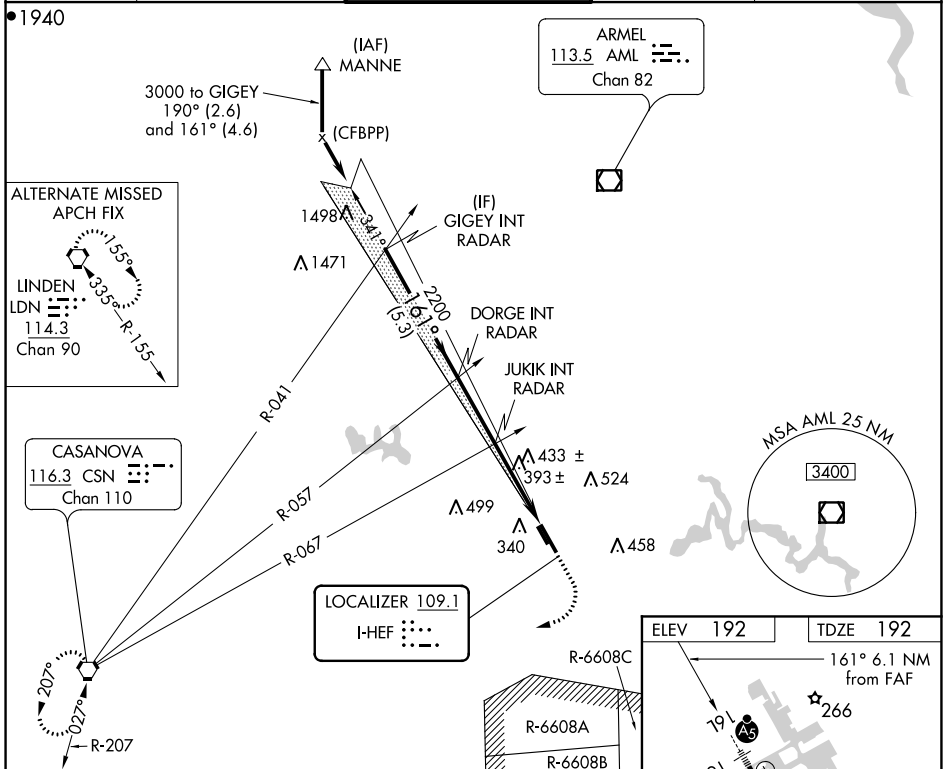 1940
(IAF)
MANNE
3000 to GIGEY
190° (2.6)
and 161° (4.6)
(CFBPP)
ARMEL
113.5 AML
Chan 82
ALTERNATE MISSED
APCH FIX
155°
LINDEN
LDN
114.3
Chan 90
335°
R-155
1498
1471
341°
(IF)
GIGEY INT
RADAR
2200
161°
(5.3)
DORGE INT
RADAR
JUKIK INT
RADAR
R-041
R-057
R-067
CASANOVA
116.3 CSN
Chan 110
433 ±
393 ±
524
499
340
458
MSA AML 25 NM
3400
LOCALIZER 109.1
I-HEF
207°
027°
R-207
R-6608C
R-6608A
R-6608B
ELEV 192
TDZE 192
161° 6.1 NM
from FAF
266
16L
A5